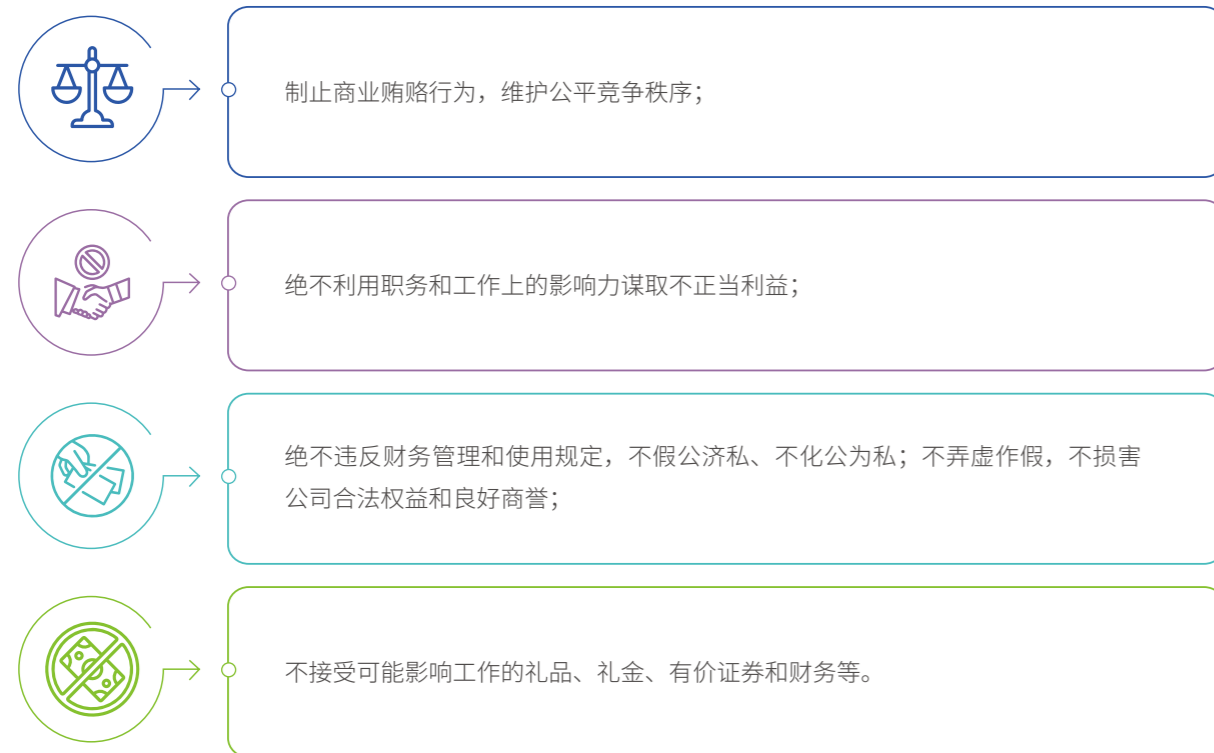 制止商业贿赂行为，维护公平竞争秩序；
绝不利用职务和工作上的影响力谋取不正当利益；
绝不违反财务管理和使用规定，不假公济私、不化公为私；不弄虚作假，不损害
公司合法权益和良好商誉；
不接受可能影响工作的礼品、礼金、有价证券和财务等。